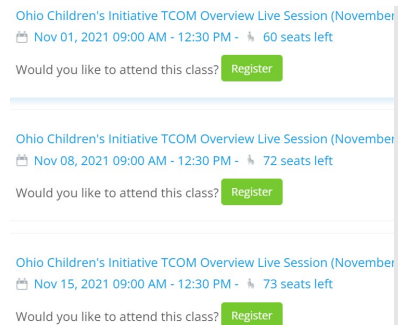 Ohio Children's Initiative TCOM Overview Live Session (November
Nov 01, 2021 09:00 AM - 12:30 PM - 60 seats left
Would you like to attend this class? Register
Ohio Children's Initiative TCOM Overview Live Session (November
Nov 08, 2021 09:00 AM - 12:30 PM - 72 seats left
Would you like to attend this class? Register
Ohio Children's Initiative TCOM Overview Live Session (November
Nov 15, 2021 09:00 AM - 12:30 PM - 73 seats left
Would you like to attend this class? Register